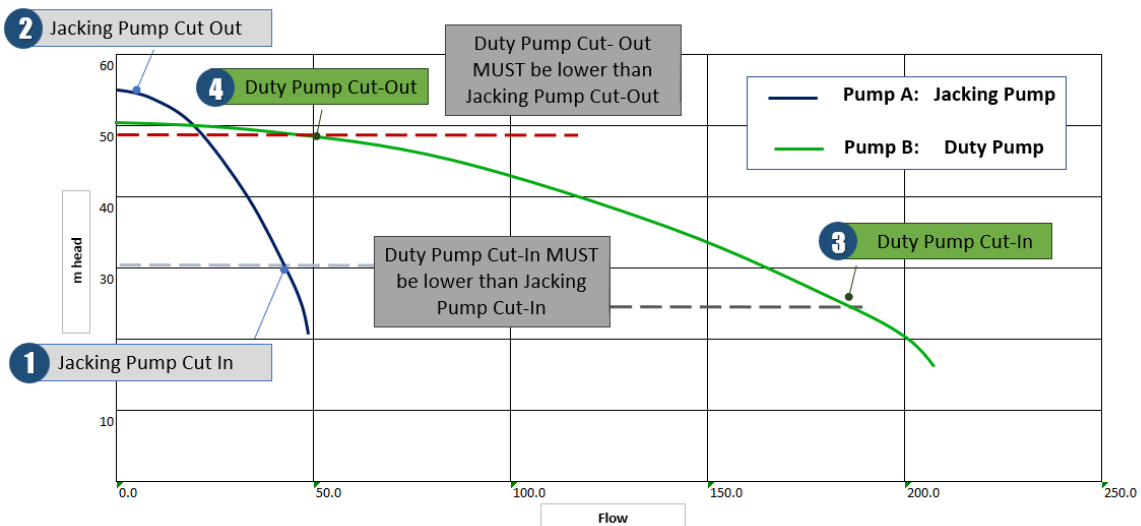 2 Jacking Pump Cut Out
Duty Pump Cut- Out
MUST be lower than
Jacking Pump Cut-Out
4 Duty Pump Cut-Out
Pump A: Jacking Pump
Pump B: Duty Pump
60
50
40
30
10
m head
3 Duty Pump Cut-In
Duty Pump Cut-In MUST
be lower than Jacking
Pump Cut-In
1 Jacking Pump Cut In
0.0 50.0 100.0 150.0 200.0 250.0
Flow